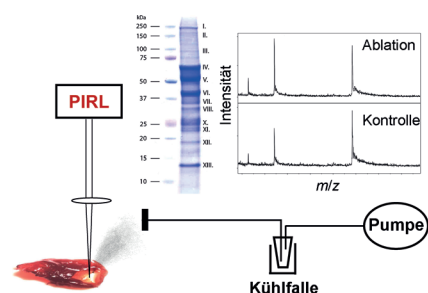 kDa
250
150
100
75
50
37
25
20
15
10
I.
II.
III.
IV.
V.
VI.
VII.
VIII.
X.
XI.
XII.
XIII.
PIRL
Intensität
Ablation
Kontrolle
m/z
Pumpe
Kühlfalle